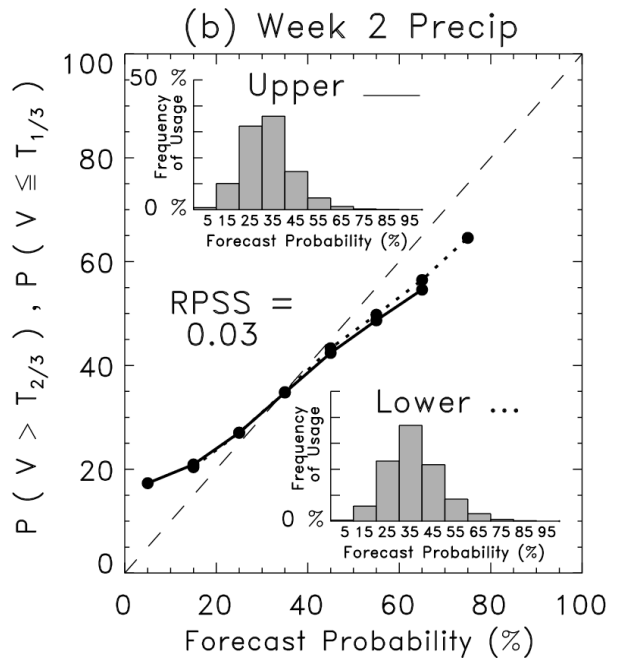 (b) Week 2 Precip
P ( V > T2/3 ) , P ( V ≦ T1/3 )
100
80
60
40
20
0
50 %
Upper
Frequency
of Usage
0 %
5 15 25 35 45 55 65 75 85 95
Forecast Probability (%)
RPSS =
0.03
Lower ...
Frequency
of Usage
0 %
5 15 25 35 45 55 65 75 85 95
Forecast Probability (%)
0 20 40 60 80 100
Forecast Probability (%)